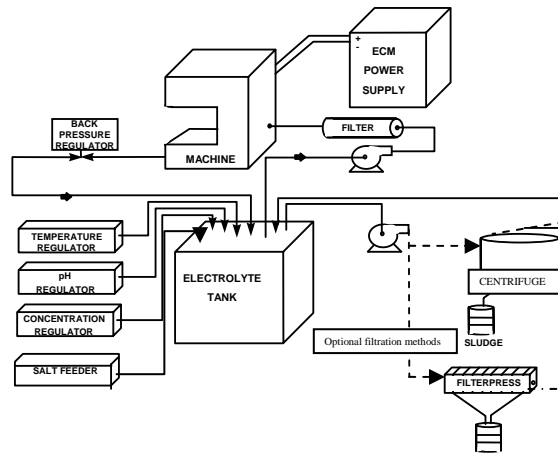 +
-
ECM
POWER
SUPPLY
BACK
PRESSURE
REGULATOR
MACHINE
FILTER
TEMPERATURE
REGULATOR
pH
REGULATOR
CONCENTRATION
REGULATOR
SALT FEEDER
ELECTROLYTE
TANK
CENTRIFUGE
Optional filtration methods
SLUDGE
FILTERPRESS